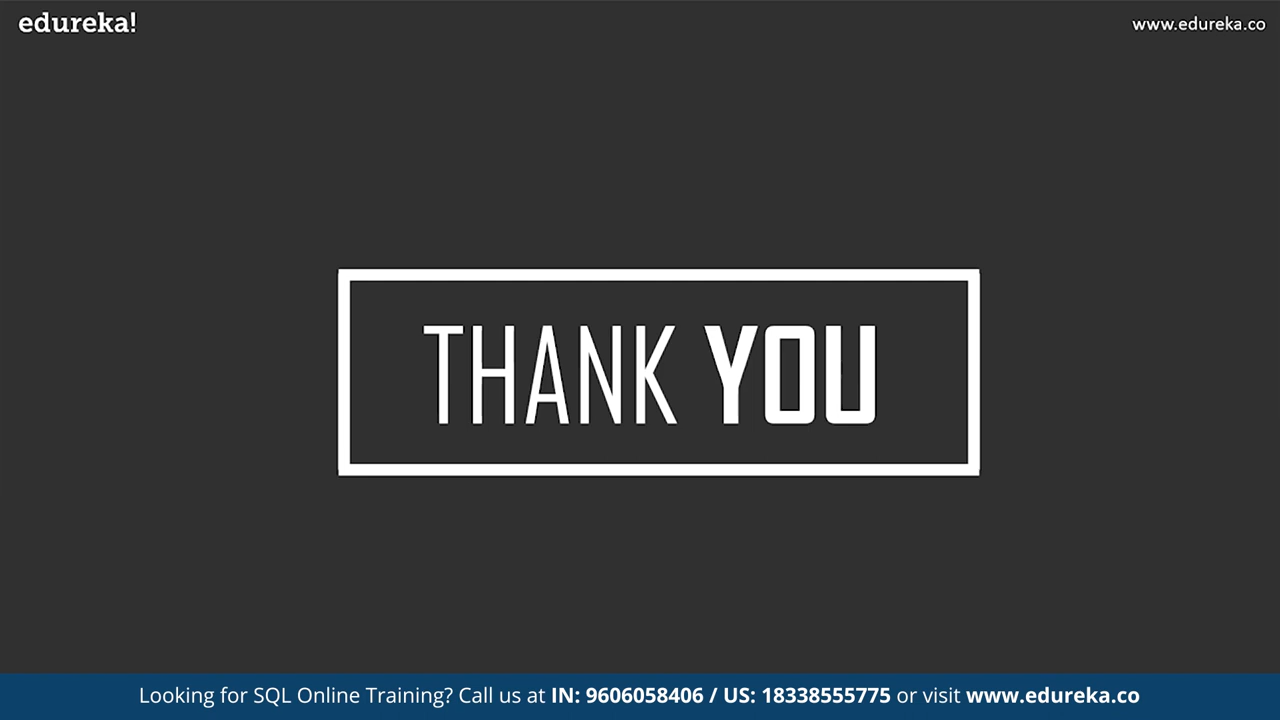 edureka!
www.edureka.co
THANK YOU
Looking for SQL Online Training? Call us at IN: 9606058406 / US: 18338555775 or visit www.edureka.co